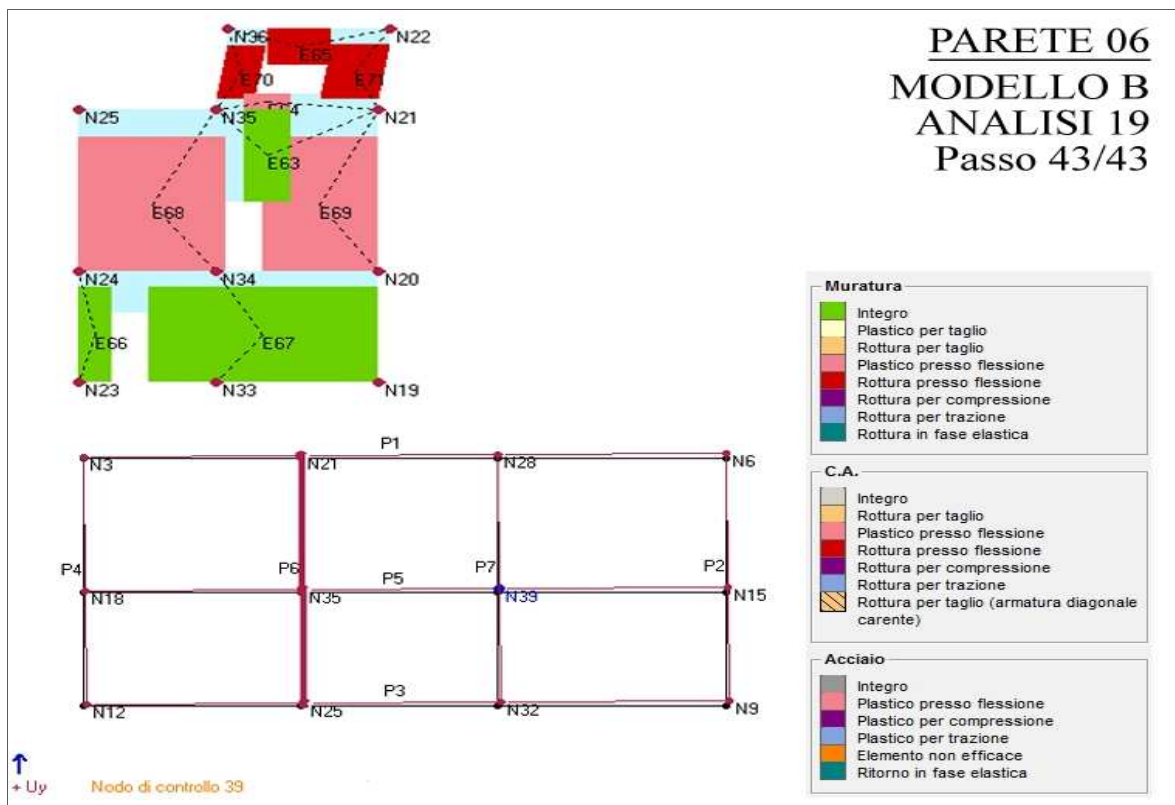 PARETE 06
MODELLO B
ANALISI 19
Passo 43/43
N36
N22
E65
E70
E71
N25
N35
N21
E63
E68
E69
N24
N34
N20
E66
E67
N23
N33
N19
Muratura
Integro
Plastico per taglio
Rottura per taglio
Plastico presso flessione
Rottura presso flessione
Rottura per compressione
Rottura per trazione
Rottura in fase elastica
C.A.
Integro
Rottura per taglio
Plastico presso flessione
Rottura presso flessione
Rottura per compressione
Rottura per trazione
Rottura per taglio (armatura diagonale
carente)
Acciaio
Integro
Plastico presso flessione
Plastico per compressione
Plastico per trazione
Elemento non efficace
Ritorno in fase elastica
P1
N3
N21
N28
N6
P4
P6
P5
P7
P2
N18
N35
N39
N15
P3
N12
N25
N32
N9
+ Uy
Nodo di controllo 39